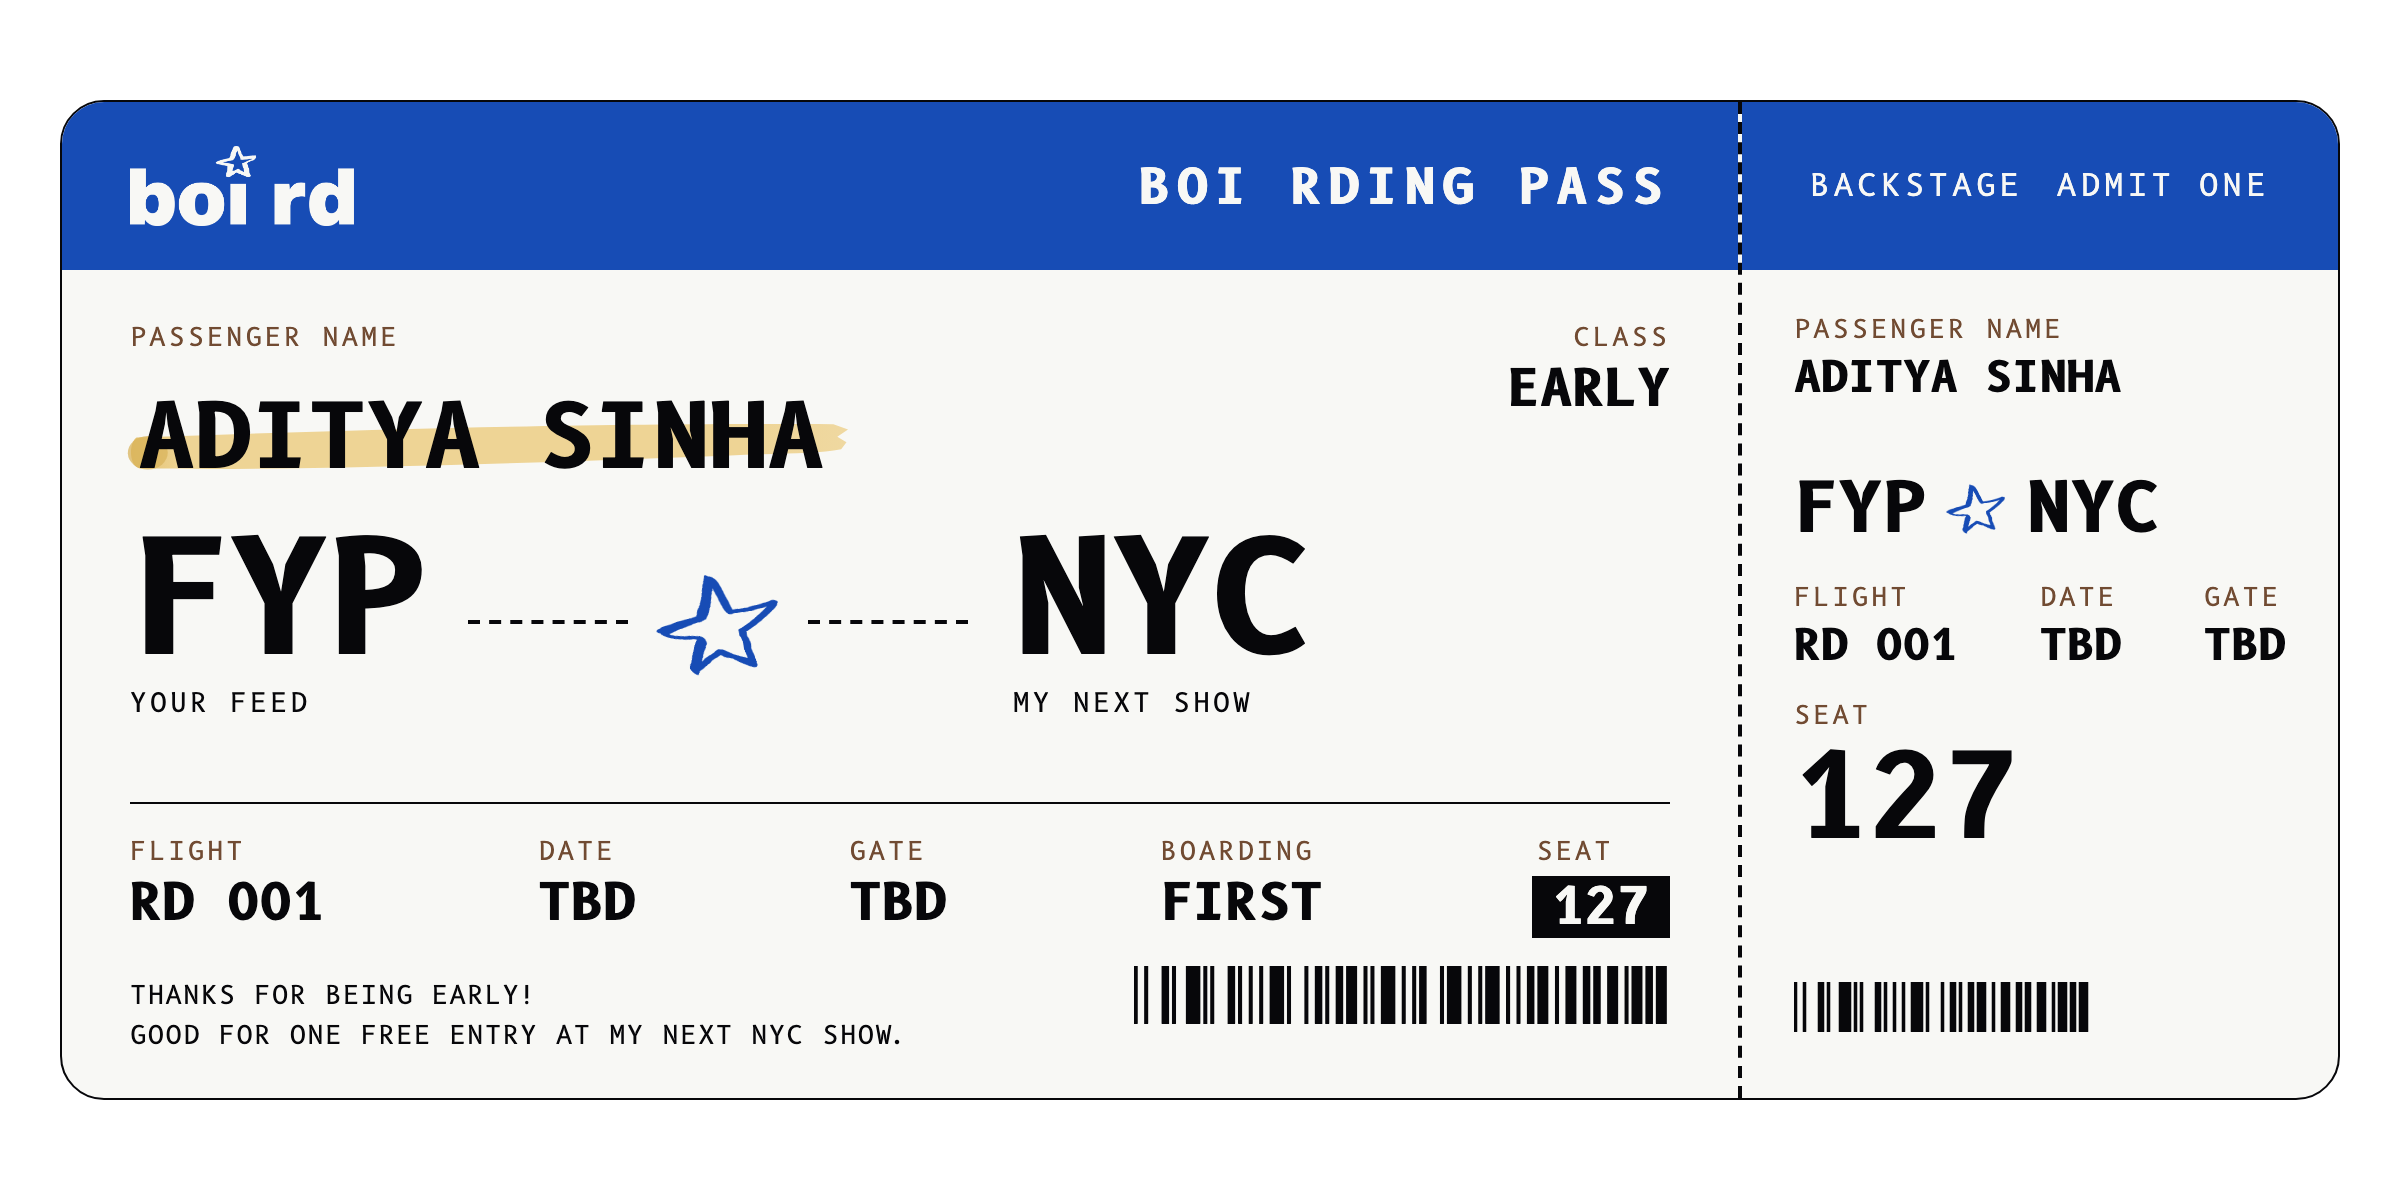 boi rd
BOI RDING PASS
BACKSTAGE ADMIT ONE
PASSENGER NAME
ADITYA SINHA
CLASS
EARLY
FYP
NYC
YOUR FEED
MY NEXT SHOW
FLIGHT
RD 001
DATE
TBD
GATE
TBD
BOARDING
FIRST
SEAT
127
THANKS FOR BEING EARLY!
GOOD FOR ONE FREE ENTRY AT MY NEXT NYC SHOW.
PASSENGER NAME
ADITYA SINHA
FYP NYC
FLIGHT
RD 001
DATE
TBD
GATE
TBD
SEAT
127